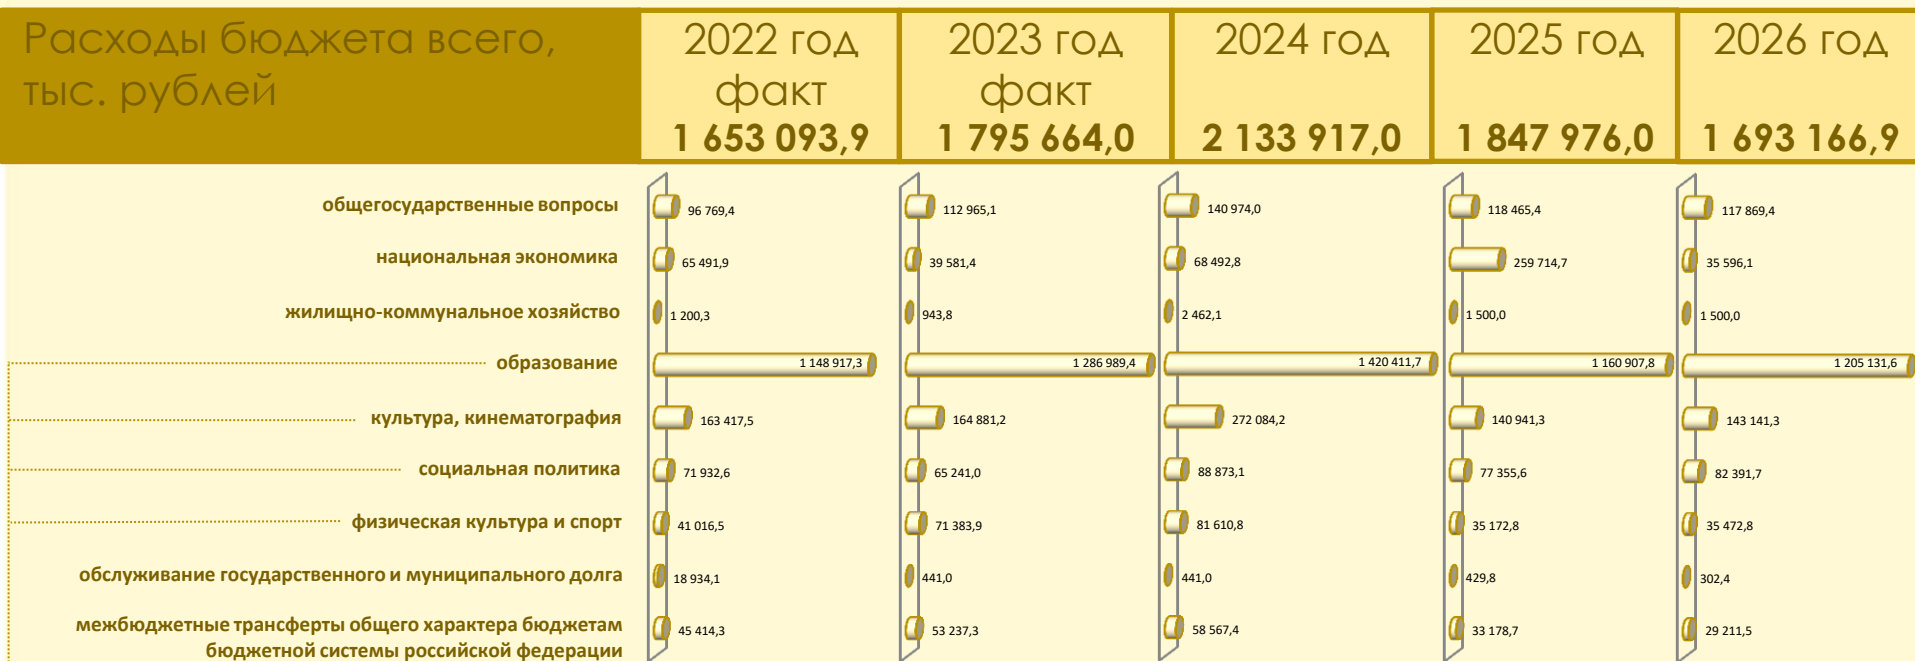 Расходы бюджета всего,
тыс. рублей
2022 год
факт
1 653 093,9
2023 год
факт
1 795 664,0
2024 год
2 133 917,0
2025 год
1 847 976,0
2026 год
1 693 166,9
общегосударственные вопросы
96 769,4
112 965,1
140 974,0
118 465,4
117 869,4
национальная экономика
65 491,9
39 581,4
68 492,8
259 714,7
35 596,1
жилищно-коммунальное хозяйство
1 200,3
943,8
2 462,1
1 500,0
1 500,0
образование
1 148 917,3
1 286 989,4
1 420 411,7
1 160 907,8
1 205 131,6
культура, кинематография
163 417,5
164 881,2
272 084,2
140 941,3
143 141,3
социальная политика
71 932,6
65 241,0
88 873,1
77 355,6
82 391,7
физическая культура и спорт
41 016,5
71 383,9
81 610,8
35 172,8
35 472,8
обслуживание государственного и муниципального долга
18 934,1
441,0
441,0
429,8
302,4
межбюджетные трансферты общего характера бюджетам
бюджетной системы российской федерации
45 414,3
53 237,3
58 567,4
33 178,7
29 211,5